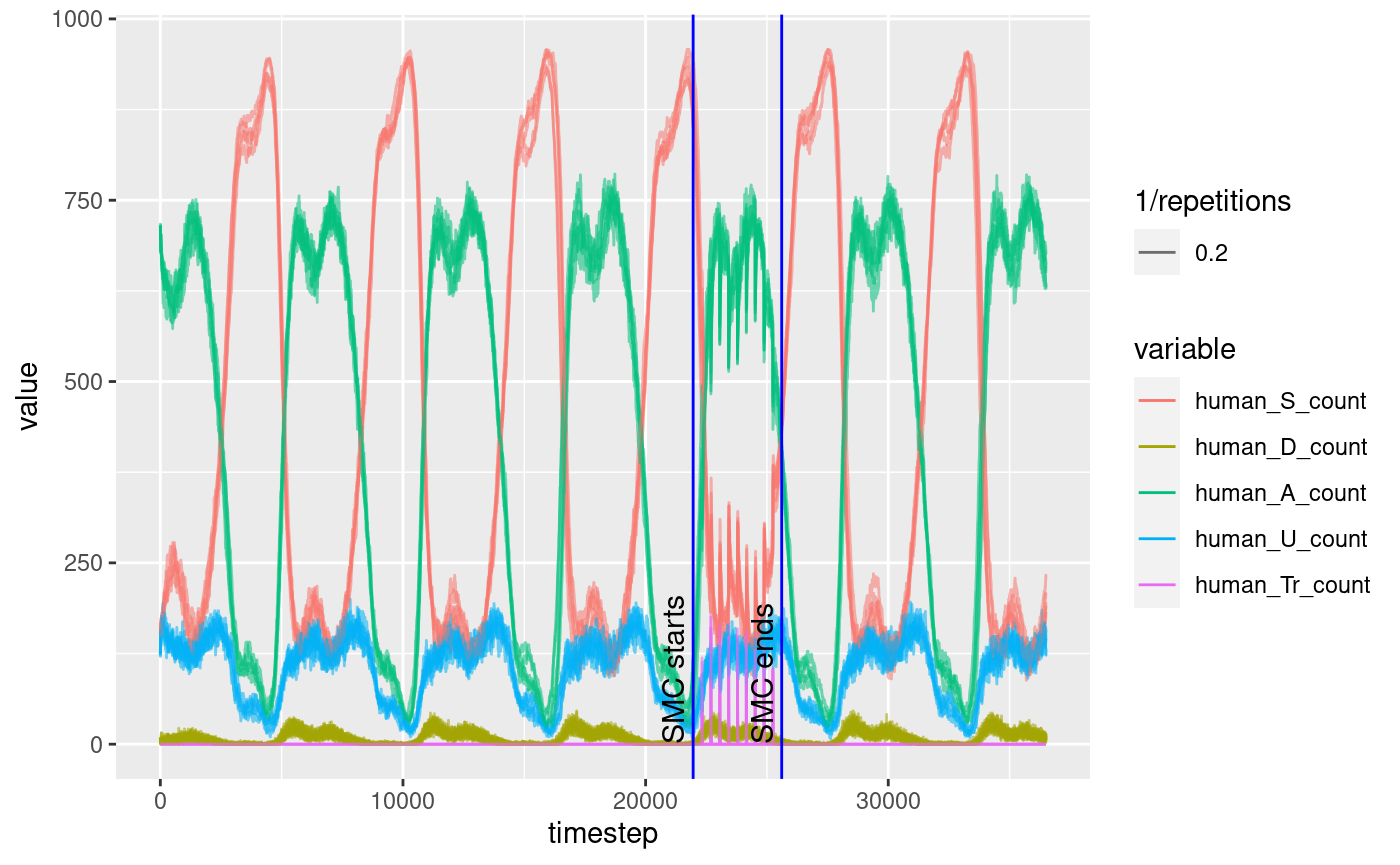 1000
750
500
250
0
value
SMC starts
SMC ends
0
10000
20000
30000
timestep
1/repetitions
0.2
variable
human_S_count
human_D_count
human_A_count
human_U_count
human_Tr_count